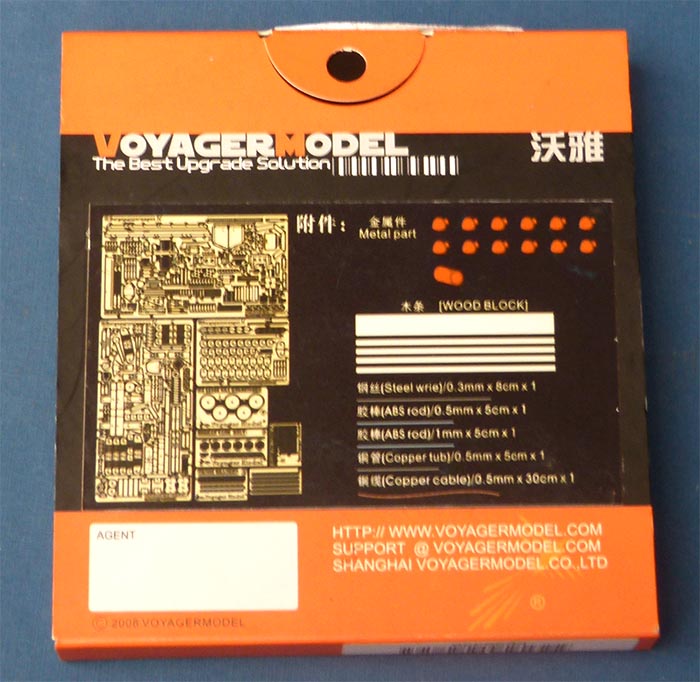 VOYAGERMODEL
The Best Upgrade Solution
沃雅
附件：
金属件
Metal part
木条 [WOOD BLOCK]
钢丝(Steel wrie)/0.3mm x 8cm x 1
胶棒(ABS rod)/0.5mm x 5cm x 1
胶棒(ABS rod)/1mm x 5cm x 1
铜管(Copper tub)/0.5mm x 5cm x 1
铜缆(Copper cable)/0.5mm x 30cm x 1
AGENT
HTTP:// WWW.VOYAGERMODEL.COM
SUPPORT @ VOYAGERMODEL.COM
SHANGHAI VOYAGERMODEL CO.,LTD
®
© 2008 VOYAGERMODEL